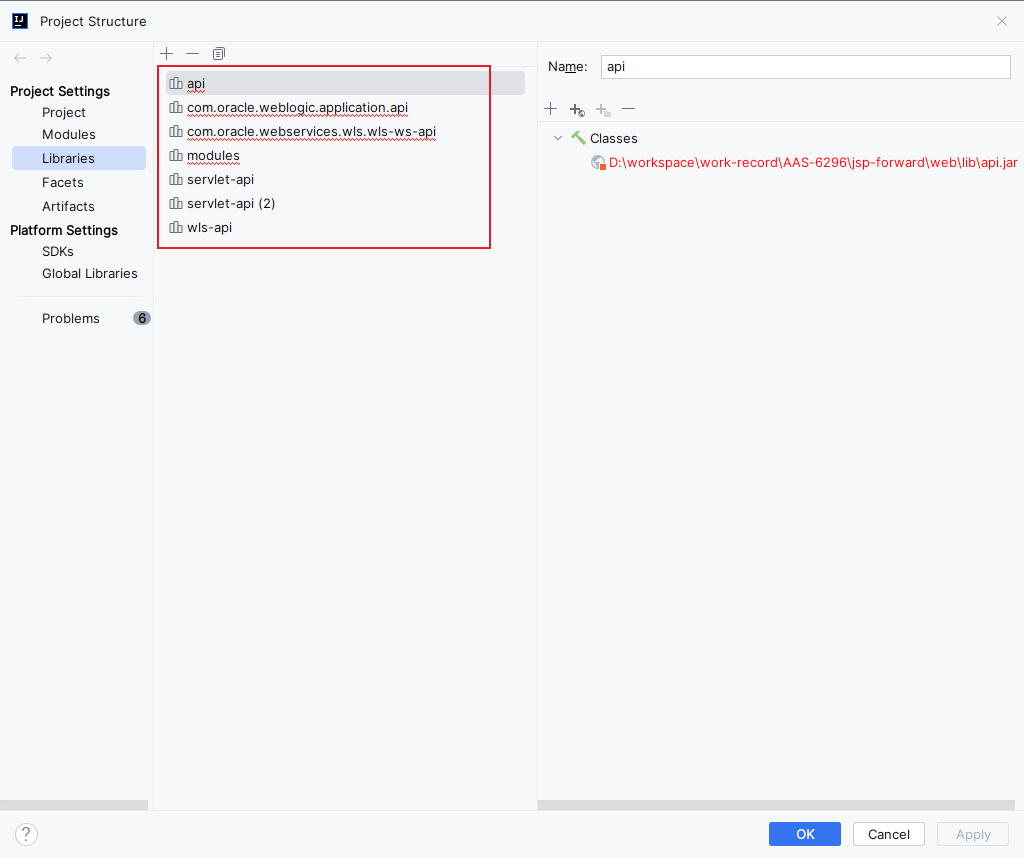 Project Structure
Project Settings
Project
Modules
Libraries
Facets
Artifacts
Platform Settings
SDKs
Global Libraries
Problems 6
api
com.oracle.weblogic.application.api
com.oracle.webservices.wls.wls-ws-api
modules
servlet-api
servlet-api (2)
wls-api
Name: api
Classes
D:\workspace\work-record\AAS-6296\jsp-forward\web\lib\api.jar
?
OK
Cancel
Apply